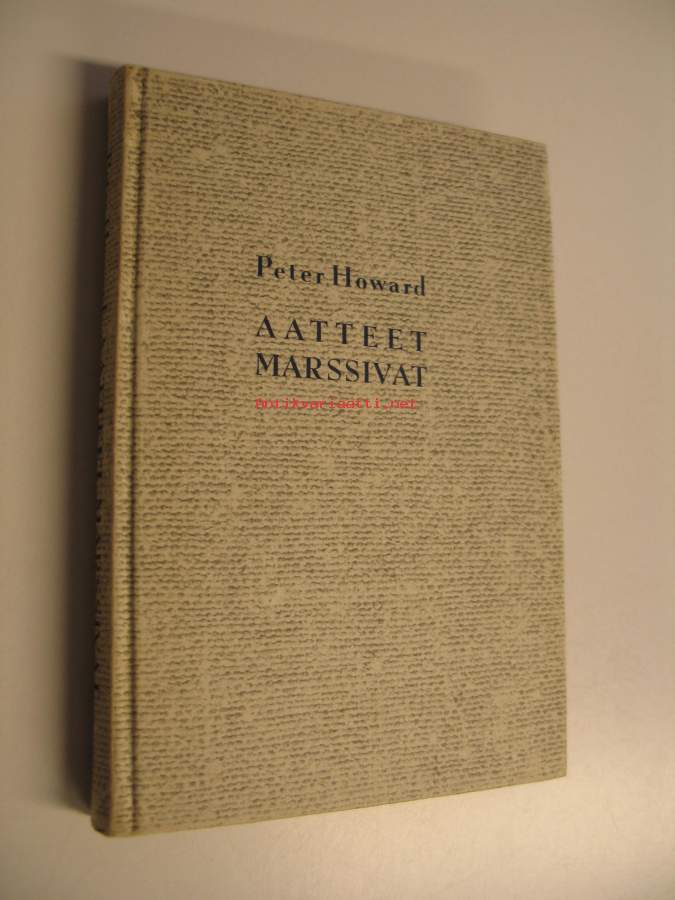 Peter Howard
AATTEET
MARSSIVAT
antikvariaatti.net